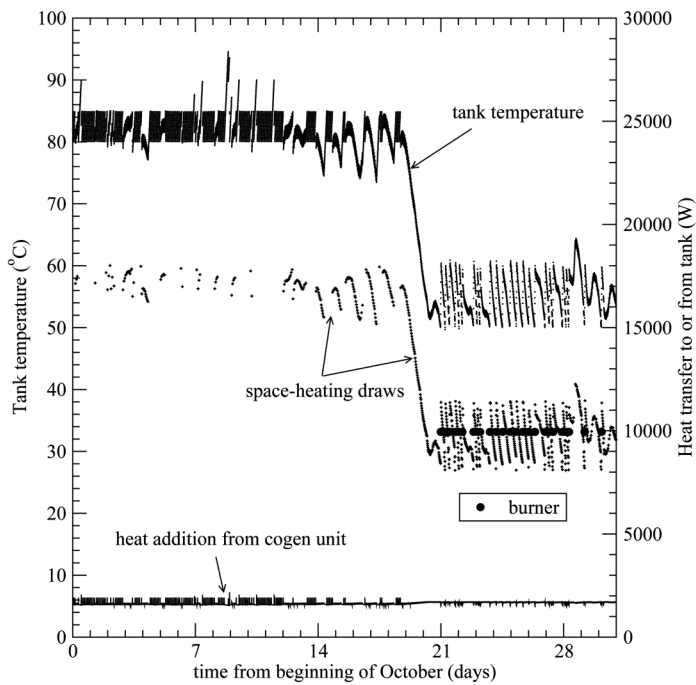 100
90
80
70
60
50
40
30
20
10
0
Tank temperature (°C)
30000
25000
20000
15000
10000
5000
0
Heat transfer to or from tank (W)
tank temperature
space-heating draws
burner
heat addition from cogen unit
0 7 14 21 28
time from beginning of October (days)